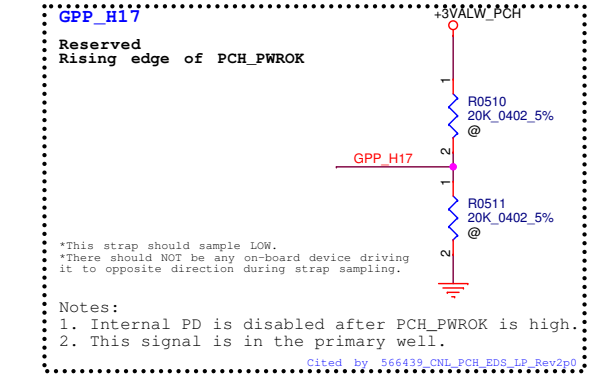 GPP_H17
+3VALW_PCH
Reserved
Rising edge of PCH_PWROK
1
R0510
20K_0402_5%
@
2
GPP_H17
1
R0511
20K_0402_5%
@
2
*This strap should sample LOW.
*There should NOT be any on-board device driving
it to opposite direction during strap sampling.
Notes:
1. Internal PD is disabled after PCH_PWROK is high.
2. This signal is in the primary well.
Cited by 566439_CNL_PCH_EDS_LP_Rev2p0